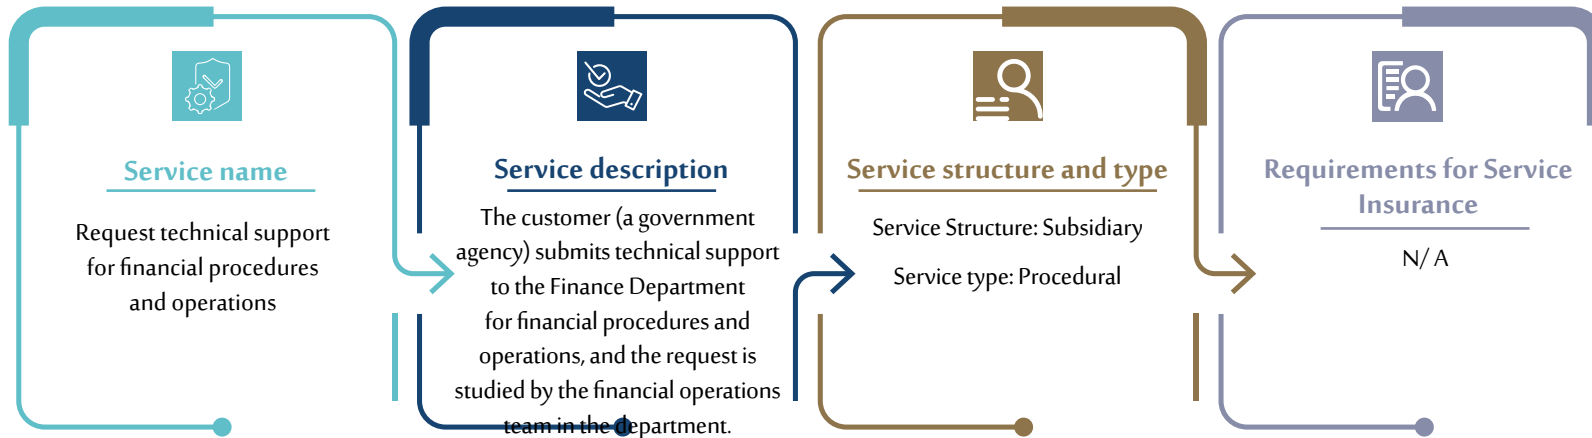 Service name
Request technical support
for financial procedures
and operations
Service description
The customer (a government
agency) submits technical support
to the Finance Department
for financial procedures and
operations, and the request is
studied by the financial operations
team in the department.
Service structure and type
Service Structure: Subsidiary
Service type: Procedural
Requirements for Service
Insurance
N/A